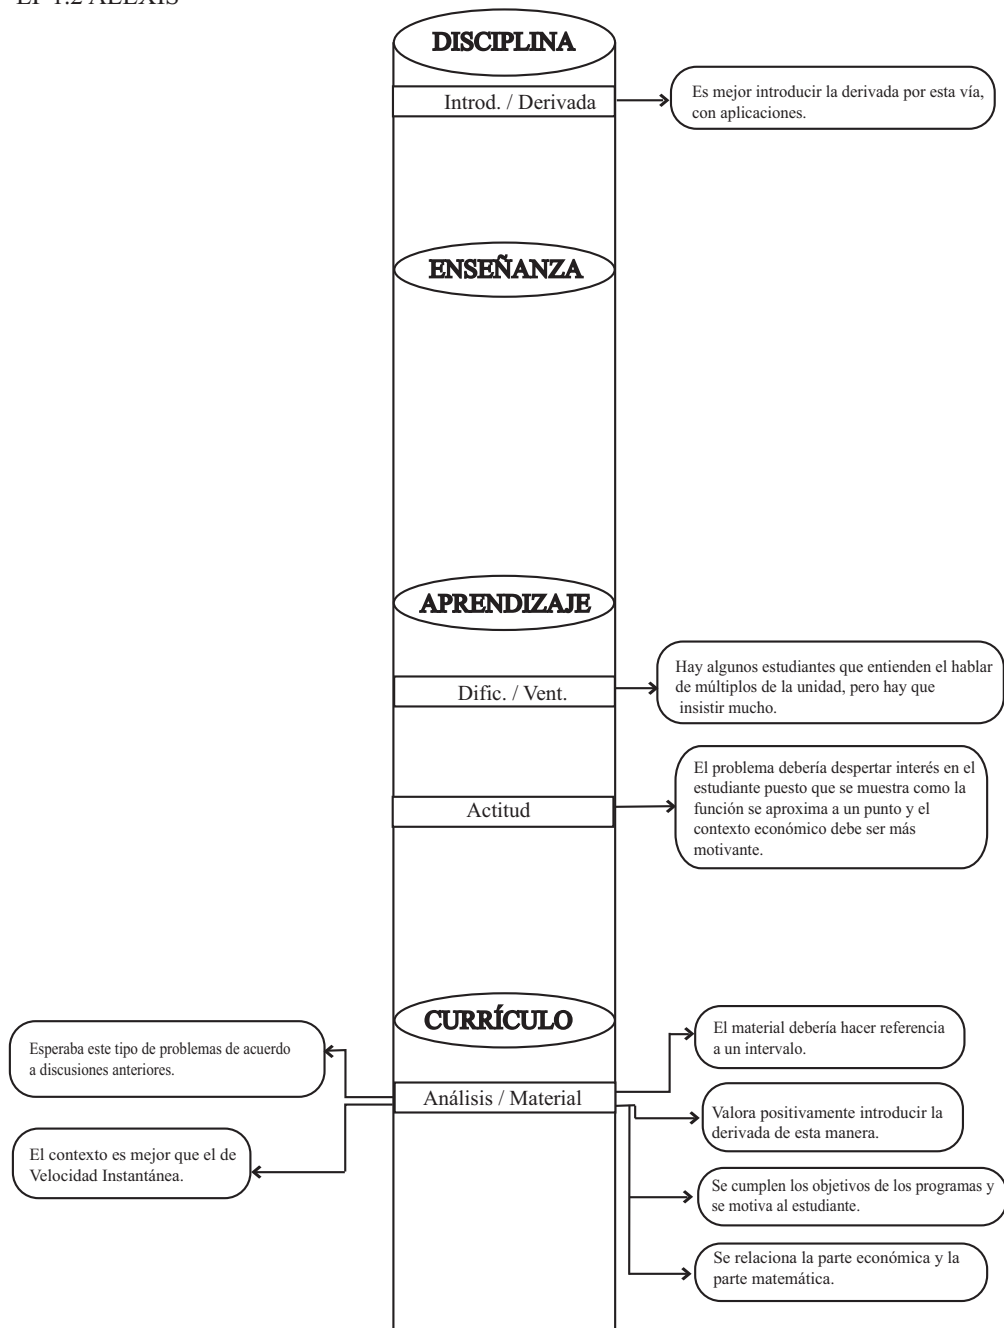 EP 1.2 ALEXIS
DISCIPLINA
Introd. / Derivada
Es mejor introducir la derivada por esta vía,
con aplicaciones.
ENSEÑANZA
APRENDIZAJE
Dific. / Vent.
Hay algunos estudiantes que entienden el hablar
de múltiplos de la unidad, pero hay que
insistir mucho.
Actitud
El problema debería despertar interés en el
estudiante puesto que se muestra como la
función se aproxima a un punto y el
contexto económico debe ser más
motivante.
CURRÍCULO
Análisis / Material
Esperaba este tipo de problemas de acuerdo
a discusiones anteriores.
El contexto es mejor que el de
Velocidad Instantánea.
El material debería hacer referencia
a un intervalo.
Valora positivamente introducir la
derivada de esta manera.
Se cumplen los objetivos de los programas y
se motiva al estudiante.
Se relaciona la parte económica y la
parte matemática.